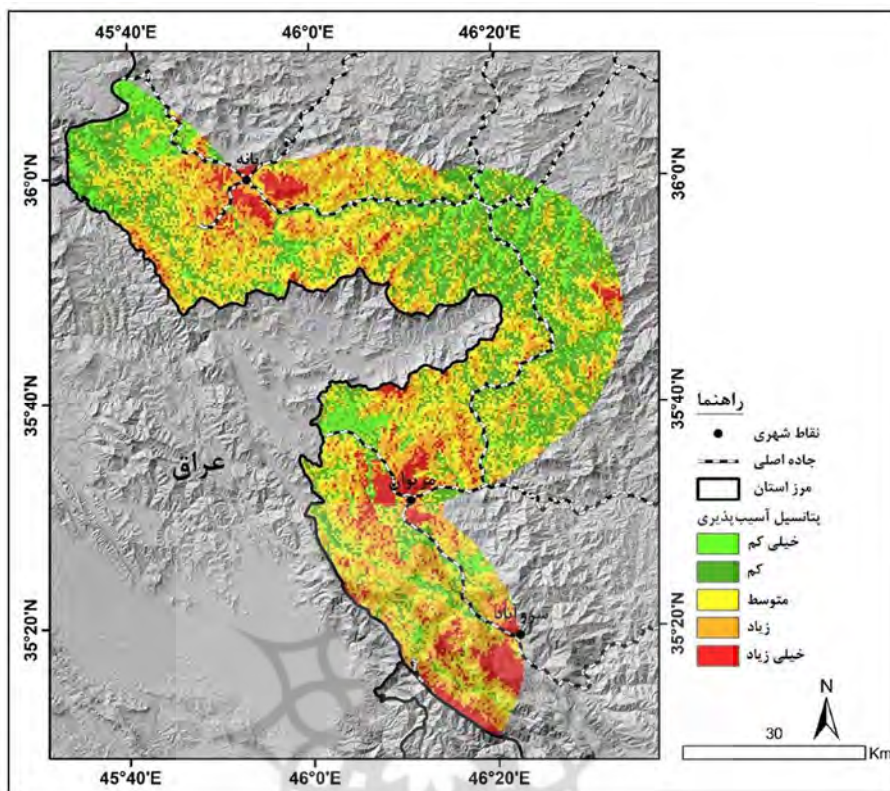 45°40'E 46°0'E 46°20'E
36°0'N
35°40'N
35°20'N
36°0'N
35°40'N
35°20'N
بانه
مریوان
سروآباد
عراق
راهنما
نقاط شهری
جاده اصلی
مرز استان
پتانسیل آسیب‌پذیری
خیلی کم
کم
متوسط
زیاد
خیلی زیاد
N
30
Km
45°40'E 46°0'E 46°20'E